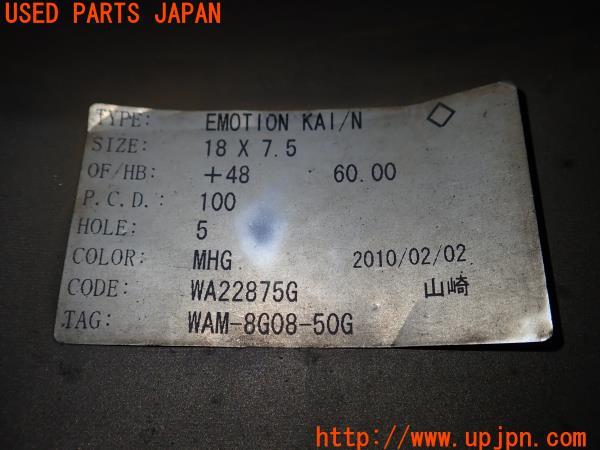 USED PARTS JAPAN
TYPE: EMOTION KAI/N ◇
SIZE: 18 X 7.5
OF/HB: +48 60.00
P.C.D.: 100
HOLE: 5
COLOR: MHG 2010/02/02
CODE: WA22875G 山崎
TAG: WAM-8G08-50G
http://www.upjpn.com